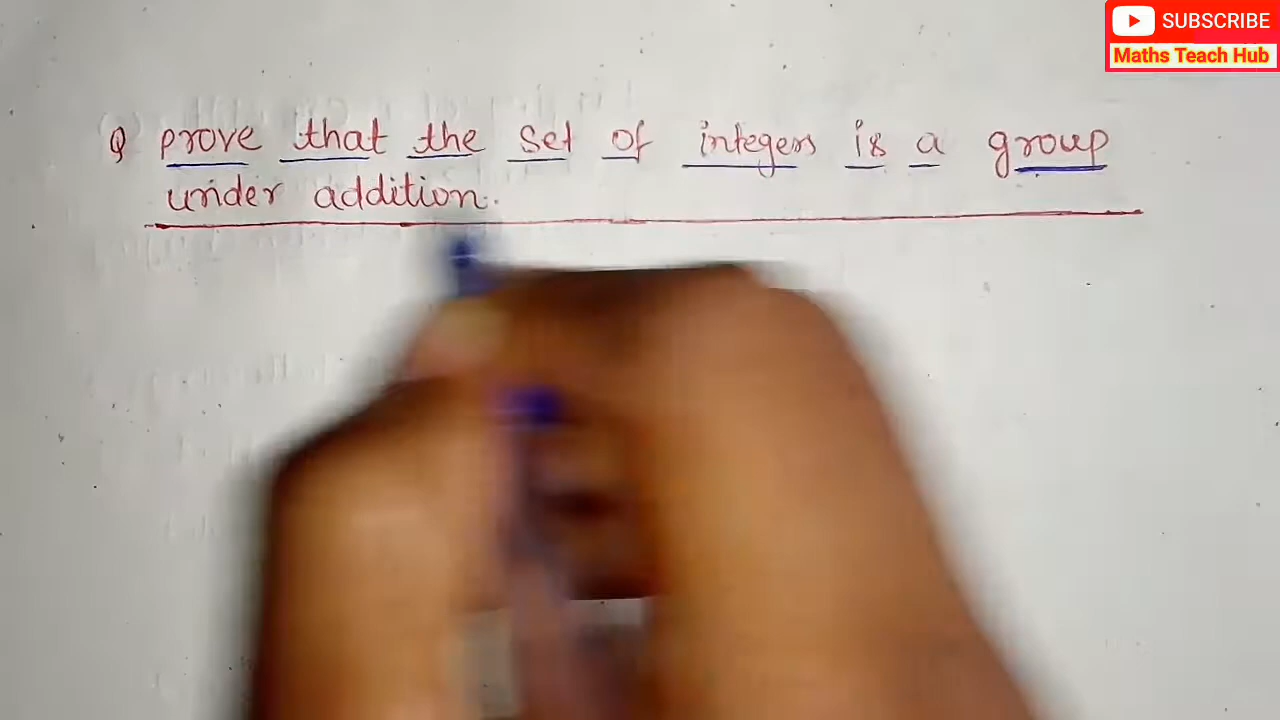 SUBSCRIBE
Maths Teach Hub
Q prove that the set of integers is a group
under addition.